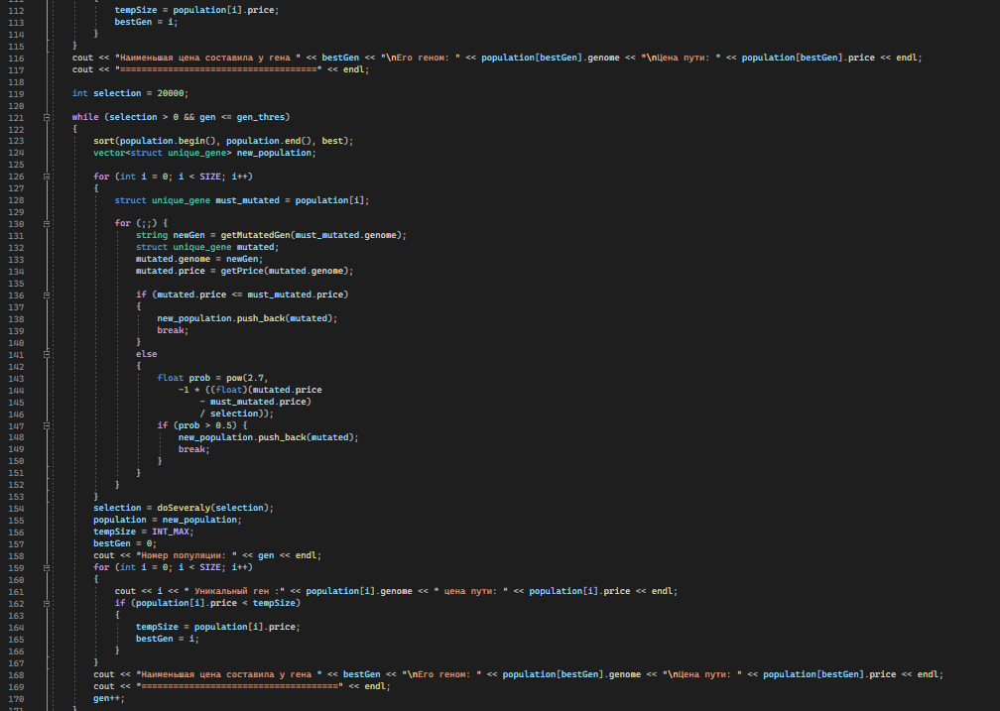 112 tempSize = population[i].price;
113 bestGen = i;
114 }
115 }
116 cout << "Наименьшая цена составила у гена " << bestGen << "\nЕго геном: " << population[bestGen].genome << "\nЦена пути: " << population[bestGen].price << endl;
117 cout << "=====================================" << endl;
118
119 int selection = 20000;
120
121 while (selection > 0 && gen <= gen_thres)
122 {
123 sort(population.begin(), population.end(), best);
124 vector<struct unique_gene> new_population;
125
126 for (int i = 0; i < SIZE; i++)
127 {
128 struct unique_gene must_mutated = population[i];
129
130 for (;;) {
131 string newGen = getMutatedGen(must_mutated.genome);
132 struct unique_gene mutated;
133 mutated.genome = newGen;
134 mutated.price = getPrice(mutated.genome);
135
136 if (mutated.price <= must_mutated.price)
137 {
138 new_population.push_back(mutated);
139 break;
140 }
141 else
142 {
143 float prob = pow(2.7,
144 -1 * ((float)(mutated.price
145 - must_mutated.price)
146 / selection));
147 if (prob > 0.5) {
148 new_population.push_back(mutated);
149 break;
150 }
151 }
152 }
153 }
154 selection = doSeveraly(selection);
155 population = new_population;
156 tempSize = INT_MAX;
157 bestGen = 0;
158 cout << "Номер популяции: " << gen << endl;
159 for (int i = 0; i < SIZE; i++)
160 {
161 cout << i << " Уникальный ген :" << population[i].genome << " цена пути: " << population[i].price << endl;
162 if (population[i].price < tempSize)
163 {
164 tempSize = population[i].price;
165 bestGen = i;
166 }
167 }
168 cout << "Наименьшая цена составила у гена " << bestGen << "\nЕго геном: " << population[bestGen].genome << "\nЦена пути: " << population[bestGen].price << endl;
169 cout << "=====================================" << endl;
170 gen++;
171 }